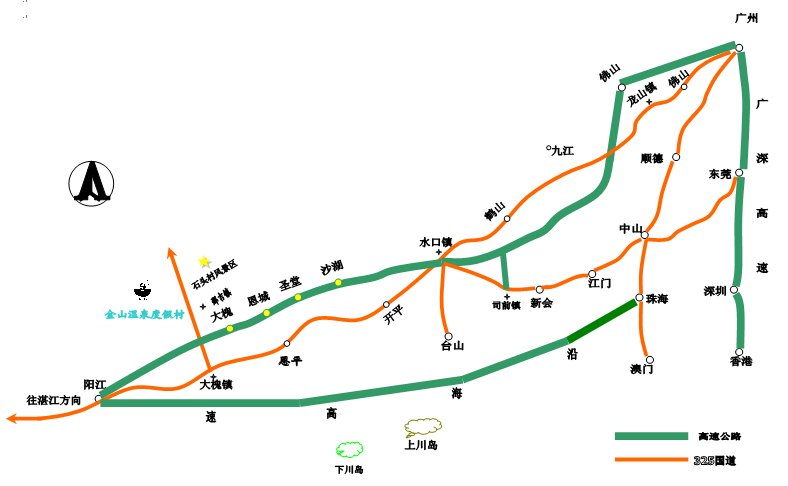 广州
佛山
佛山
龙山镇
广
九江
顺德
深
东莞
鹤山
高
中山
水口镇
石头村风景区
沙湖
圣堂
速
江门
深圳
恩城
新会
珠海
司前镇
大槐
金山温泉度假村
开平
台山
沿
恩平
香港
澳门
阳江
大槐镇
海
往湛江方向
速
高
上川岛
高速公路
下川岛
325国道